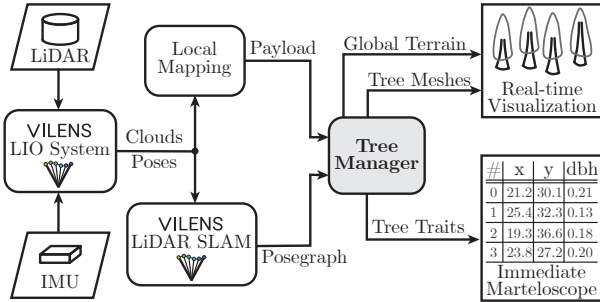 LiDAR
VILENS
LIO System
IMU
Clouds
Poses
Local
Mapping
VILENS
LiDAR SLAM
Payload
Posegraph
Tree
Manager
Global Terrain
Tree Meshes
Tree Traits
Real-time
Visualization
# x y dbh
0 21.2 30.1 0.21
1 25.4 32.3 0.13
2 19.3 36.6 0.18
3 23.8 27.2 0.20
Immediate
Marteloscope